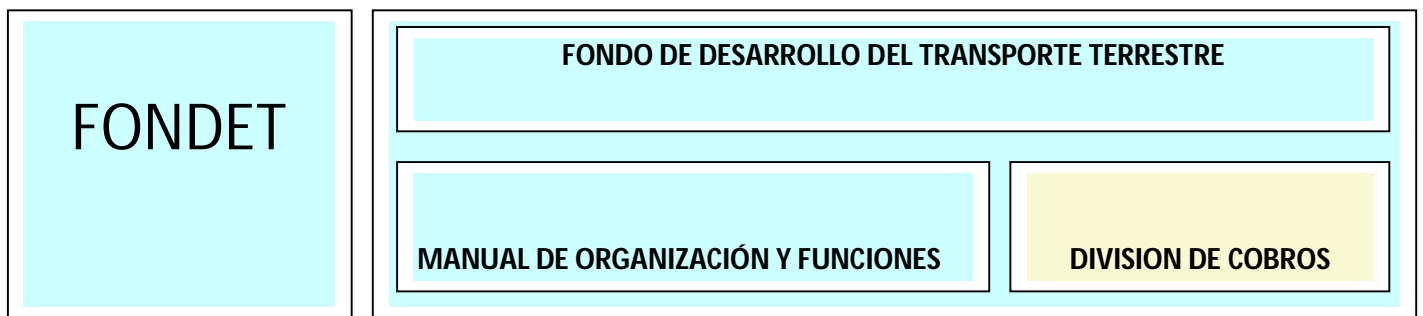 FONDET
FONDO DE DESARROLLO DEL TRANSPORTE TERRESTRE
MANUAL DE ORGANIZACIÓN Y FUNCIONES
DIVISION DE COBROS